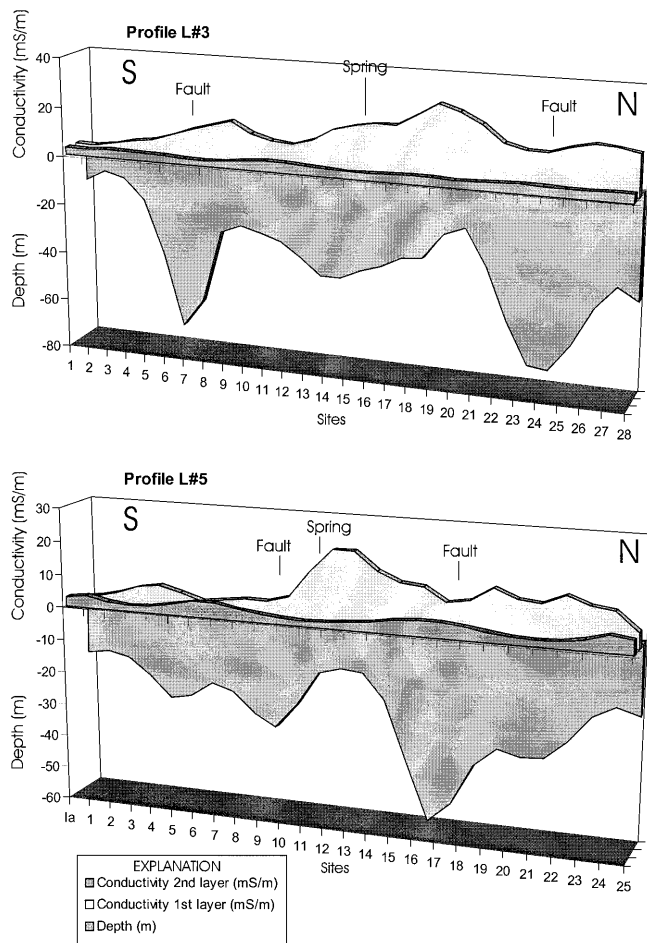 Profile L#3
Conductivity (mS/m)
Depth (m)
40
20
0
-20
-40
-60
-80
S
Fault
Spring
Fault
N
1 2 3 4 5 6 7 8 9 10 11 12 13 14 15 16 17 18 19 20 21 22 23 24 25 26 27 28
Sites
Profile L#5
Conductivity (mS/m)
Depth (m)
30
20
10
0
-10
-20
-30
-40
-50
-60
S
Fault
Spring
Fault
N
Ia 1 2 3 4 5 6 7 8 9 10 11 12 13 14 15 16 17 18 19 20 21 22 23 24 25
Sites
EXPLANATION
Conductivity 2nd layer (mS/m)
Conductivity 1st layer (mS/m)
Depth (m)